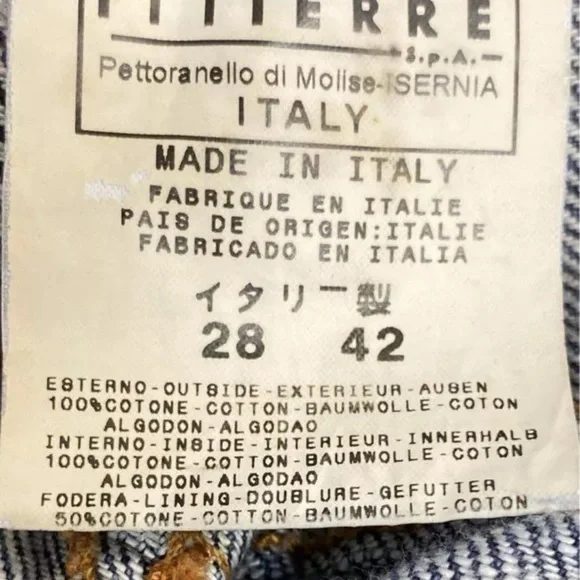 ITTIERRE
S.p.A.
Pettoranello di Molise-ISERNIA
ITALY
MADE IN ITALY
FABRIQUE EN ITALIE
PAIS DE ORIGEN:ITALIE
FABRICADO EN ITALIA
イタリー製
28 42
ESTERNO-OUTSIDE-EXTERIEUR-AUSEN
100%COTONE-COTTON-BAUMWOLLE-COTON
ALGODON-ALGODAO
INTERNO-INSIDE-INTERIEUR-INNERHALB
100%COTONE-COTTON-BAUMWOLLE-COTON
ALGODON-ALGODAO
FODERA-LINING-DOUBLURE-GEFUTTER
50%COTONE-COTTON-BAUMWOLLE-COTON